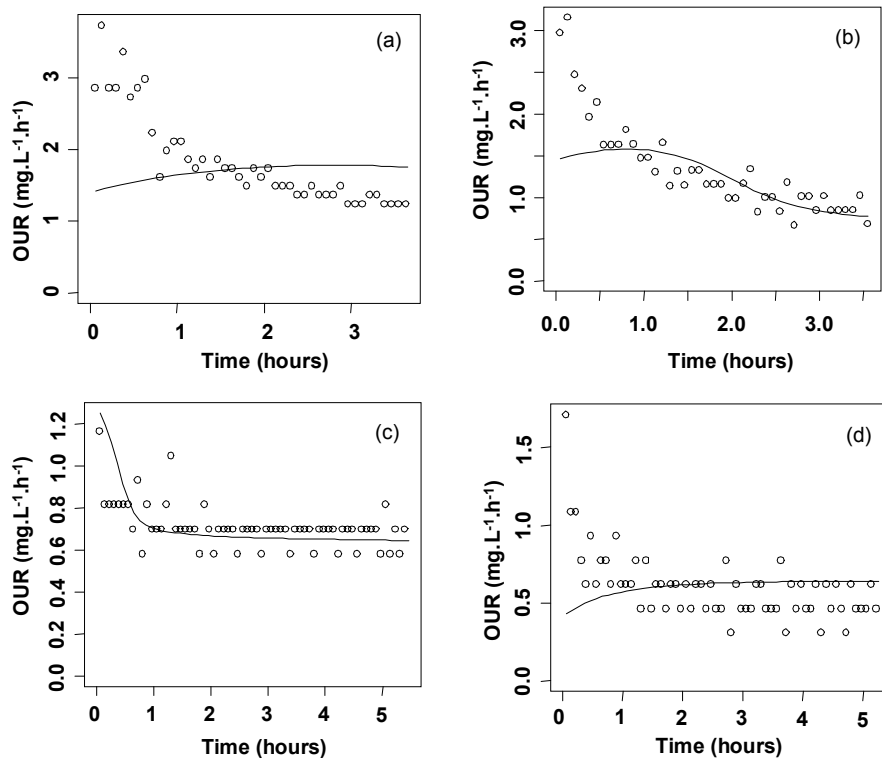 (a)
OUR (mg.L-1.h-1)
3
2
1
0
0 1 2 3
Time (hours)
(b)
OUR (mg.L-1.h-1)
3.0
2.0
1.0
0.0
0.0 1.0 2.0 3.0
Time (hours)
(c)
OUR (mg.L-1.h-1)
1.2
1.0
0.8
0.6
0.4
0.2
0.0
0 1 2 3 4 5
Time (hours)
(d)
OUR (mg.L-1.h-1)
1.5
1.0
0.5
0.0
0 1 2 3 4 5
Time (hours)